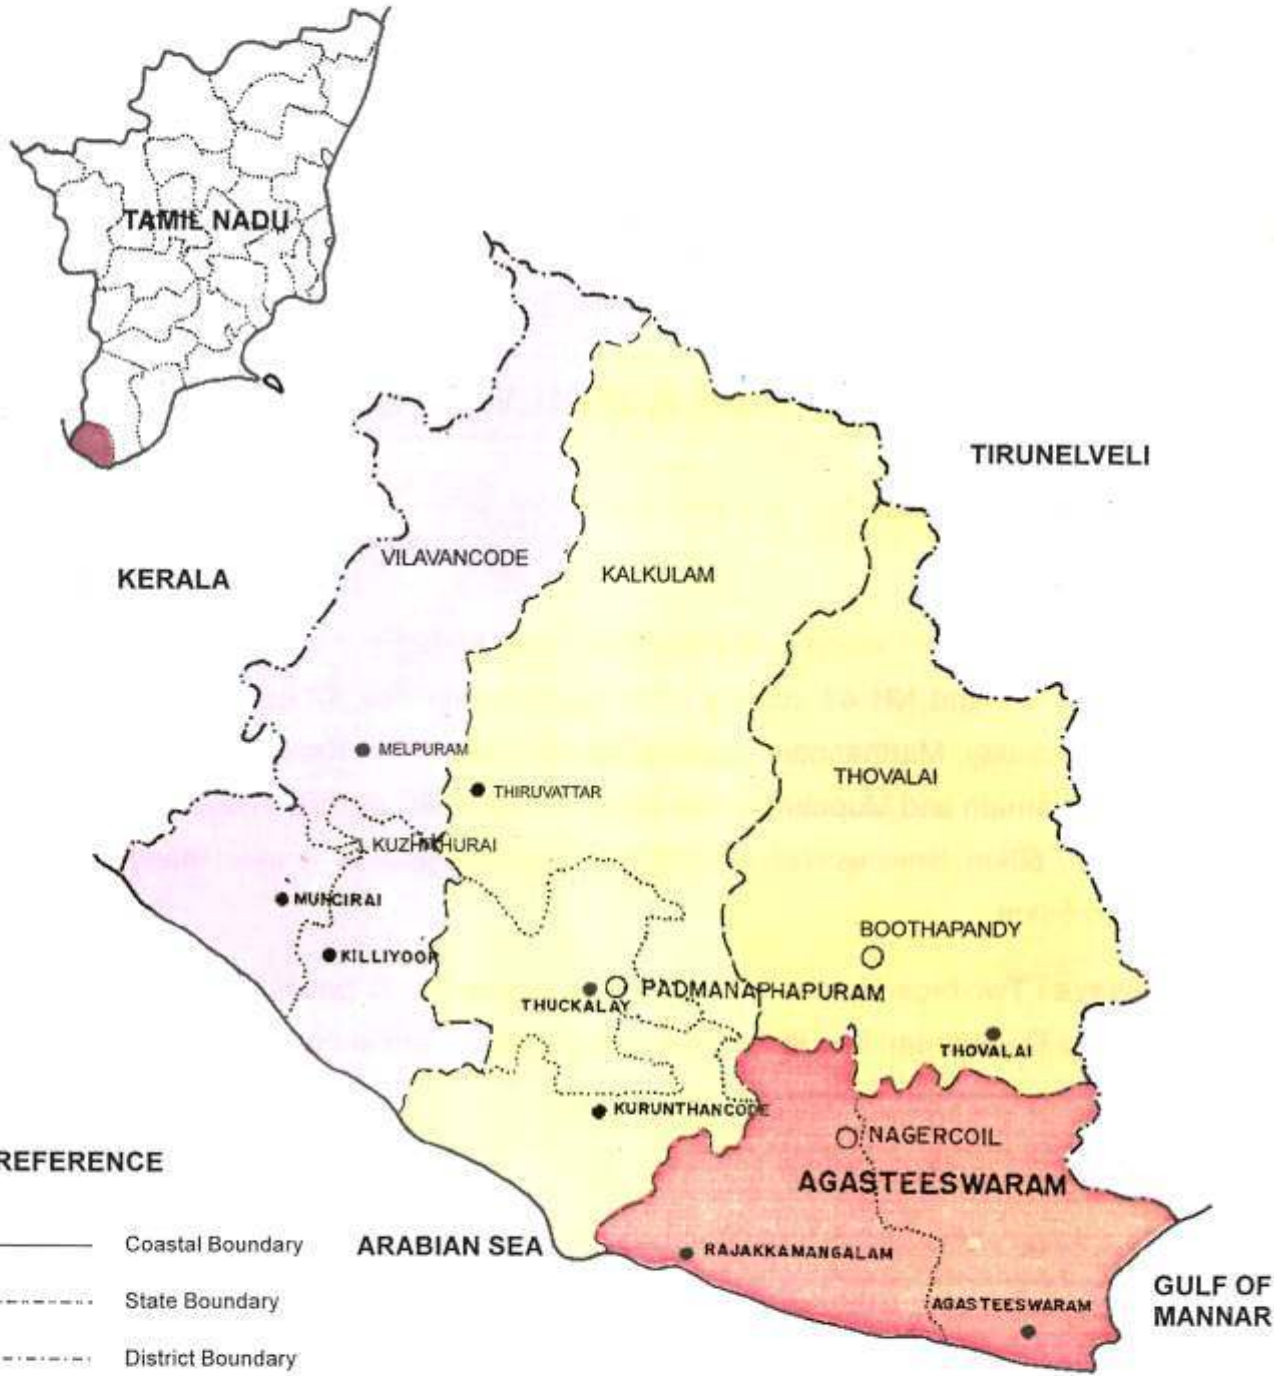 TAMIL NADU
TIRUNELVELI
KERALA
VILAVANCODE
KALKULAM
MELPURAM
THIRUVATTAR
THOVALAI
KUZHITHURAI
MUNCIRAI
KILLIYOOR
BOOTHAPANDY
PADMANAPHAPURAM
THUCKALAY
THOVALAI
KURUNTHANCODE
NAGERCOIL
AGASTEESWARAM
REFERENCE
Coastal Boundary
ARABIAN SEA
RAJAKKAMANGALAM
State Boundary
AGASTEESWARAM
GULF OF
MANNAR
District Boundary